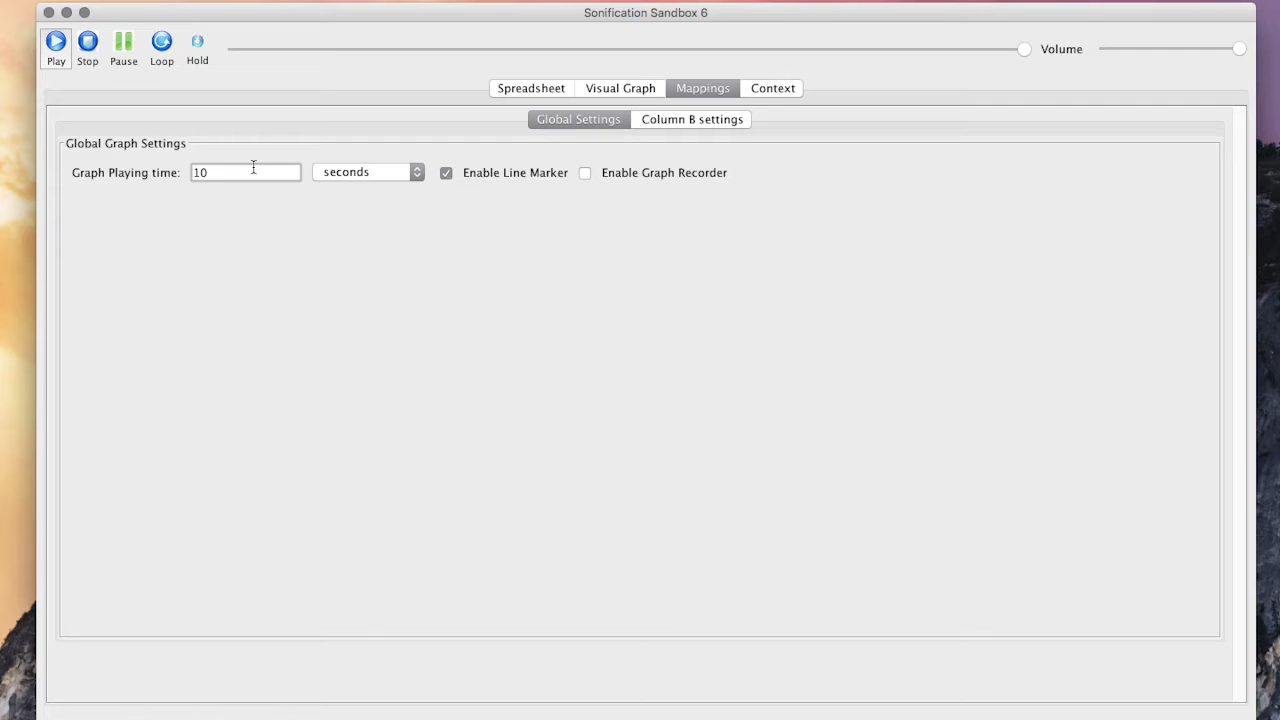 Sonification Sandbox 6
Play Stop Pause Loop Hold Volume
Spreadsheet Visual Graph Mappings Context
Global Settings Column B settings
Global Graph Settings
Graph Playing time: 10 seconds Enable Line Marker Enable Graph Recorder